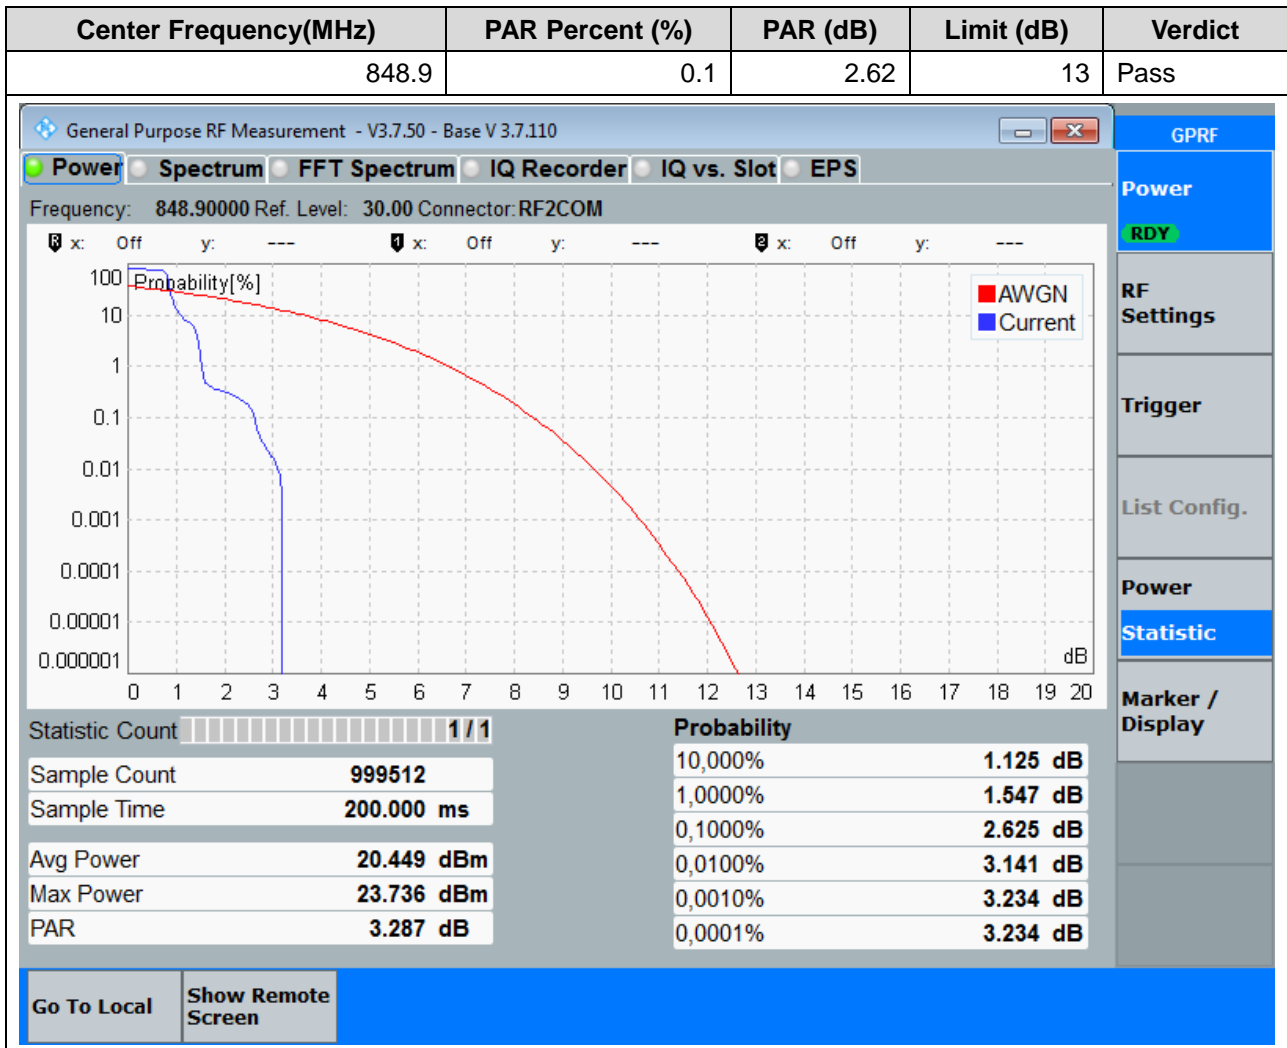 Center Frequency(MHz) PAR Percent (%) PAR (dB) Limit (dB) Verdict
848.9 0.1 2.62 13 Pass
General Purpose RF Measurement - V3.7.50 - Base V 3.7.110
GPRF
Power Spectrum FFT Spectrum IQ Recorder IQ vs. Slot EPS
Frequency: 848.90000 Ref. Level: 30.00 Connector: RF2COM
Power
RDY
R x: Off y: --- 1 x: Off y: --- 2 x: Off y: ---
Probability[%]
AWGN
Current
100
10
1
0.1
0.01
0.001
0.0001
0.00001
0.000001
dB
0 1 2 3 4 5 6 7 8 9 10 11 12 13 14 15 16 17 18 19 20
RF
Settings
Trigger
List Config.
Power
Statistic
Marker /
Display
Statistic Count 1 / 1
Sample Count 999512
Sample Time 200.000 ms
Avg Power 20.449 dBm
Max Power 23.736 dBm
PAR 3.287 dB
Probability
10,000% 1.125 dB
1,0000% 1.547 dB
0,1000% 2.625 dB
0,0100% 3.141 dB
0,0010% 3.234 dB
0,0001% 3.234 dB
Go To Local
Show Remote
Screen